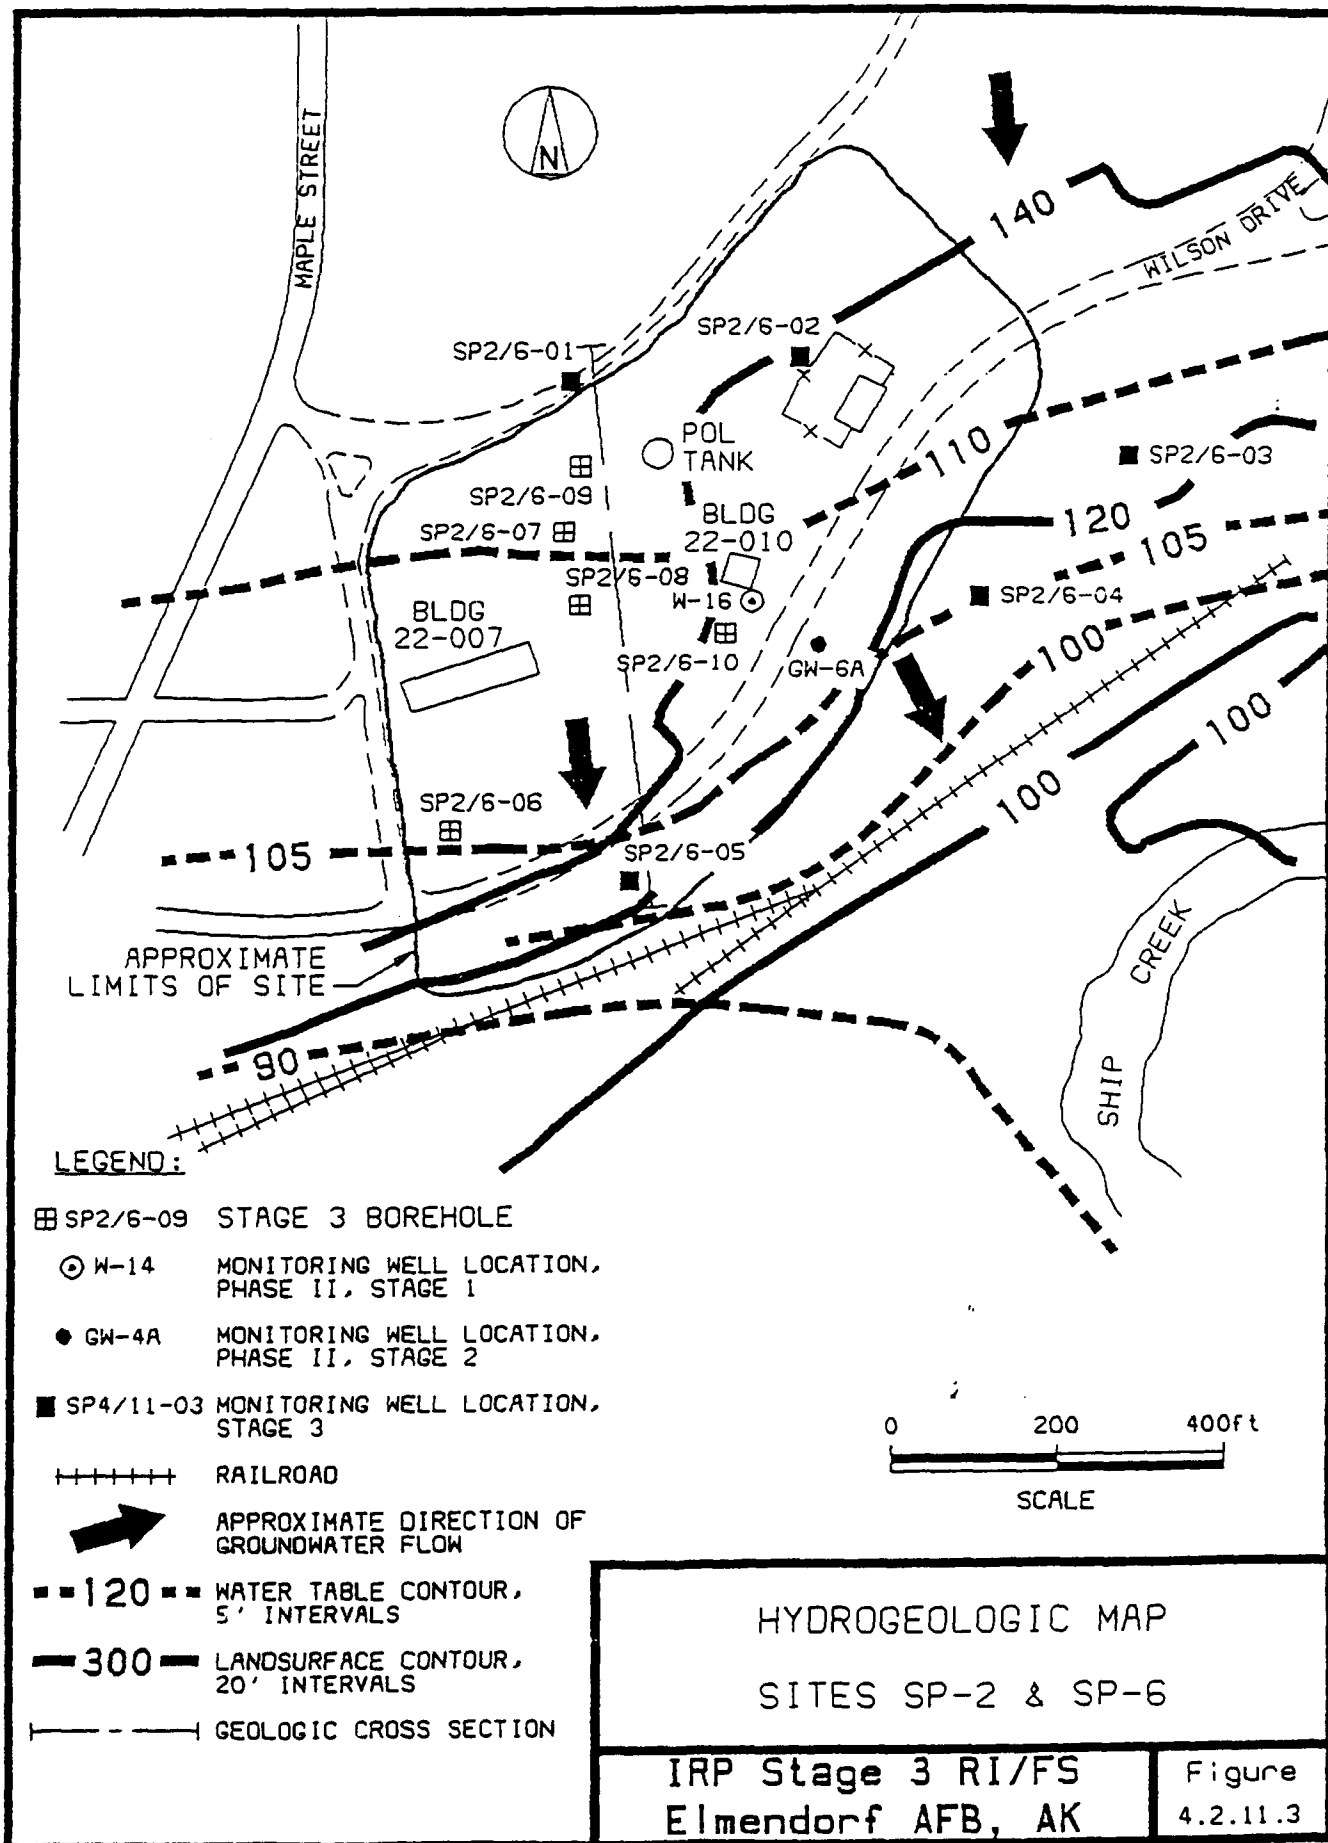 MAPLE STREET
N
140
WILSON DRIVE
SP2/6-02
SP2/6-01
POL
TANK
110
SP2/6-03
SP2/6-09
BLDG
22-010
SP2/6-07
120
105
SP2/6-08
W-16
SP2/6-04
BLDG
22-007
SP2/6-10
GW-6A
100
100
100
SP2/6-06
105
SP2/6-05
APPROXIMATE
LIMITS OF SITE
90
SHIP CREEK
LEGEND:
SP2/6-09 STAGE 3 BOREHOLE
W-14 MONITORING WELL LOCATION,
PHASE II, STAGE 1
GW-4A MONITORING WELL LOCATION,
PHASE II, STAGE 2
SP4/11-03 MONITORING WELL LOCATION,
STAGE 3
RAILROAD
APPROXIMATE DIRECTION OF
GROUNDWATER FLOW
120 WATER TABLE CONTOUR,
5' INTERVALS
300 LANDSURFACE CONTOUR,
20' INTERVALS
GEOLOGIC CROSS SECTION
0 200 400ft
SCALE
HYDROGEOLOGIC MAP
SITES SP-2 & SP-6
IRP Stage 3 RI/FS
Elmendorf AFB, AK
Figure
4.2.11.3